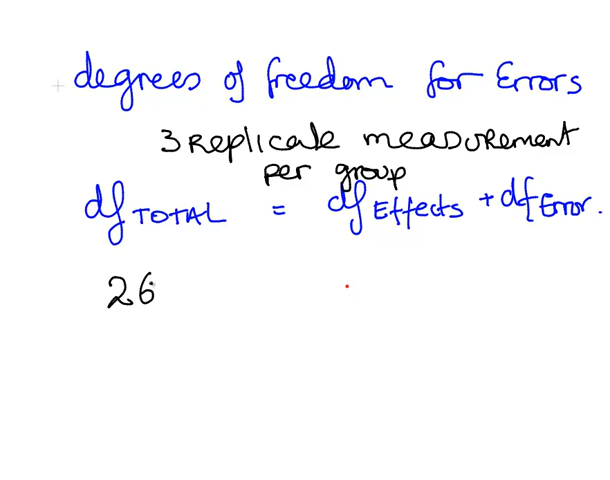 degrees of freedom for Errors
3 Replicate measurement
per group
df TOTAL = df Effects + df Error.
26